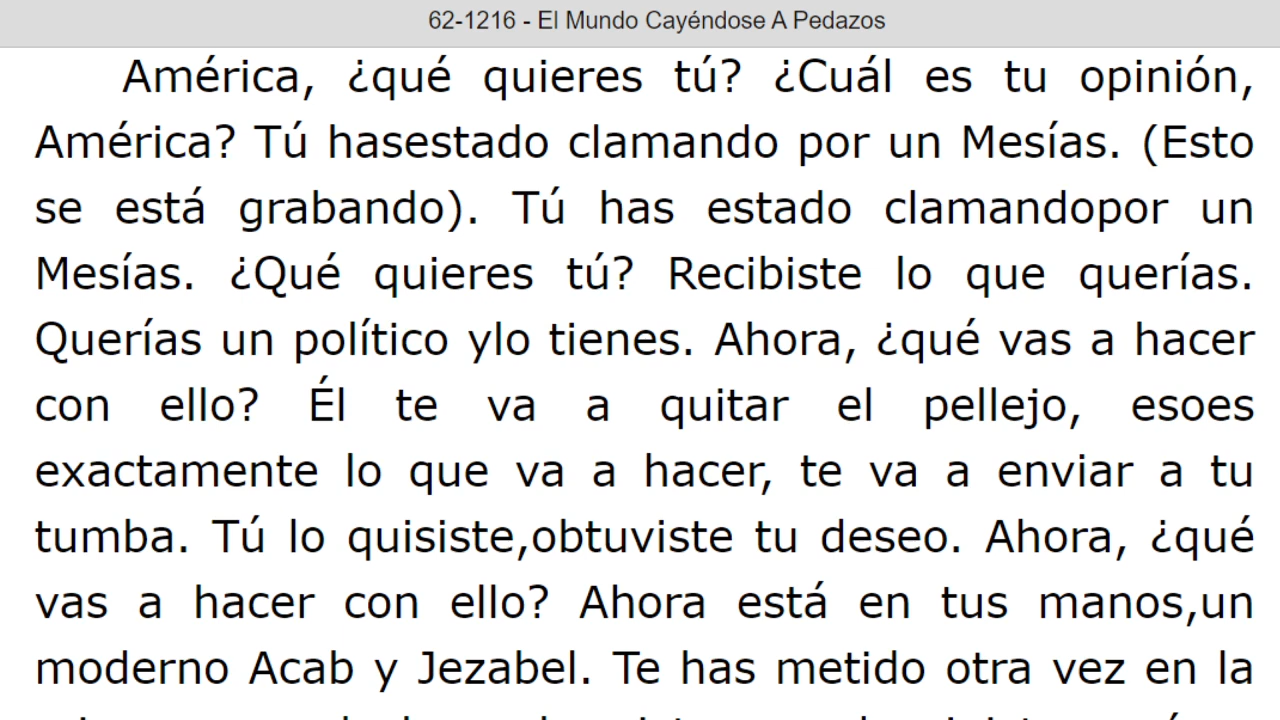 62-1216 - El Mundo Cayéndose A Pedazos
América, ¿qué quieres tú? ¿Cuál es tu opinión,
América? Tú hasestado clamando por un Mesías. (Esto
se está grabando). Tú has estado clamandopor un
Mesías. ¿Qué quieres tú? Recibiste lo que querías.
Querías un político ylo tienes. Ahora, ¿qué vas a hacer
con ello? Él te va a quitar el pellejo, esoes
exactamente lo que va a hacer, te va a enviar a tu
tumba. Tú lo quisiste,obtuviste tu deseo. Ahora, ¿qué
vas a hacer con ello? Ahora está en tus manos,un
moderno Acab y Jezabel. Te has metido otra vez en la